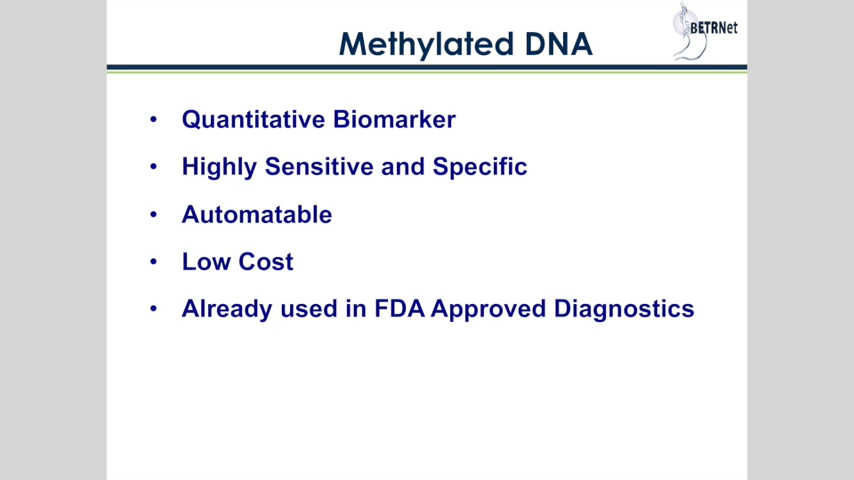 Methylated DNA
BETRNet
• Quantitative Biomarker
• Highly Sensitive and Specific
• Automatable
• Low Cost
• Already used in FDA Approved Diagnostics